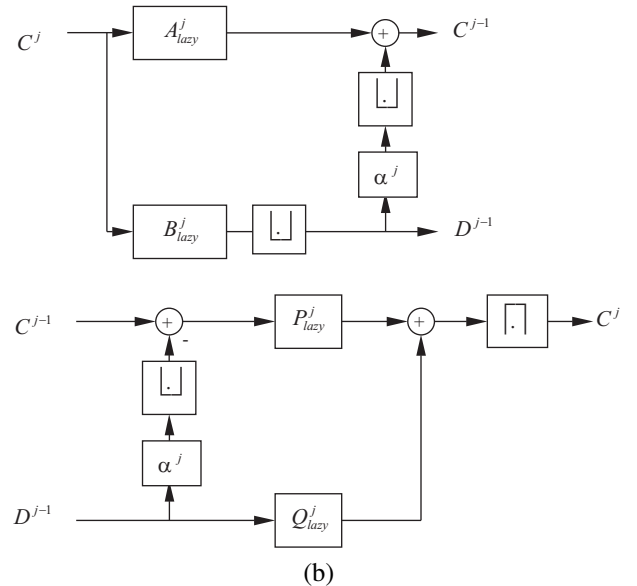 C^j A^j_lazy + C^{j-1}
⌊.⌋
α^j
B^j_lazy ⌊.⌋ D^{j-1}
C^{j-1} + P^j_lazy + ⌈.⌉ C^j
-
⌊.⌋
α^j
D^{j-1} Q^j_lazy
(b)